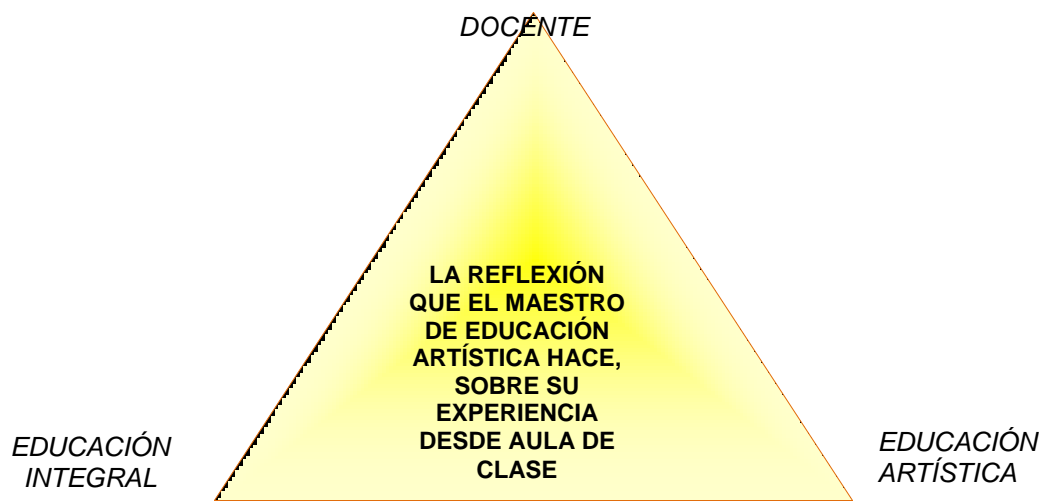 DOCENTE
LA REFLEXIÓN
QUE EL MAESTRO
DE EDUCACIÓN
ARTÍSTICA HACE,
SOBRE SU
EXPERIENCIA
DESDE AULA DE
CLASE
EDUCACIÓN
INTEGRAL
EDUCACIÓN
ARTÍSTICA